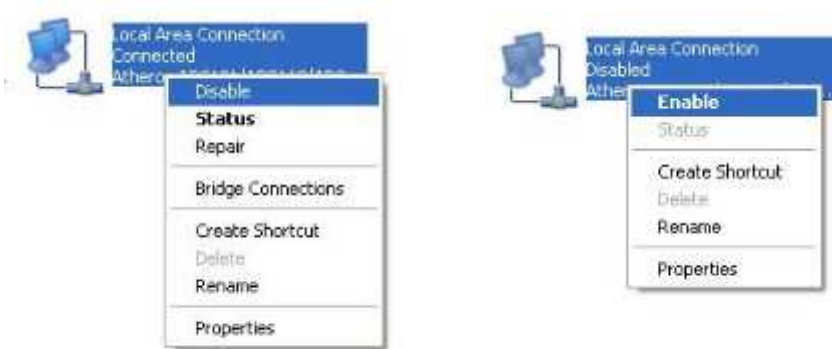 Local Area Connection
Connected
Disable
Status
Repair
Bridge Connections
Create Shortcut
Delete
Rename
Properties
Local Area Connection
Disabled
Enable
Status
Create Shortcut
Delete
Rename
Properties